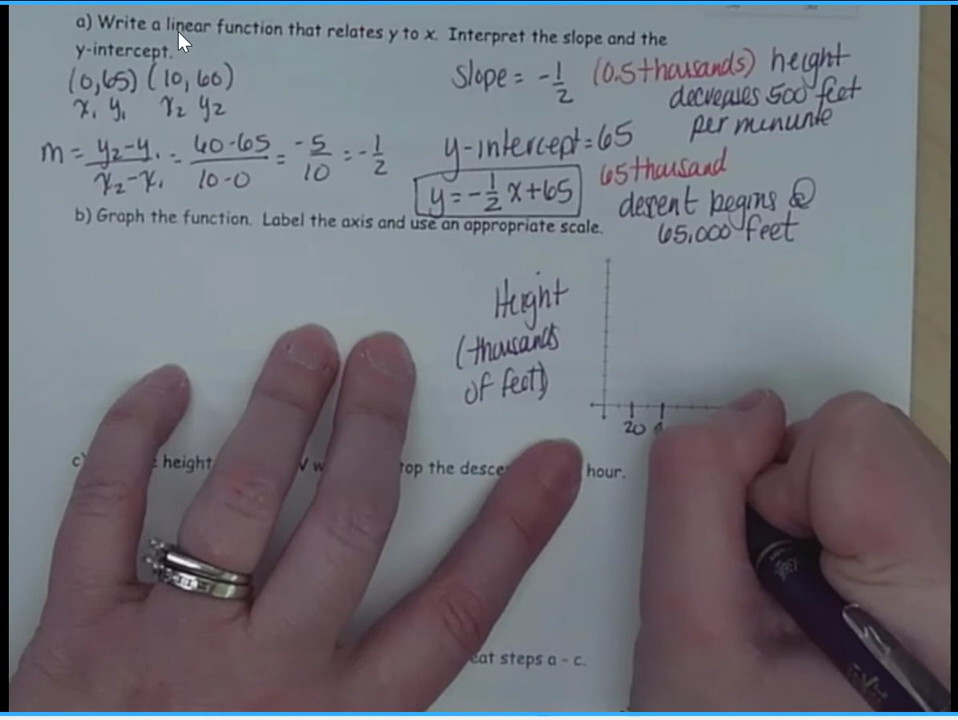 a) Write a linear function that relates y to x. Interpret the slope and the
y-intercept.
(0,65) (10,60)
x₁ y₁ x₂ y₂
m = y₂-y₁ / x₂-x₁ = 60-65 / 10-0 = -5/10 = -1/2
Slope = -1/2 (0.5 thousands) height
decreases 500 feet
per minunte
y-intercept = 65
65 thousand
y = -1/2 x + 65
descent begins @
65,000 feet
b) Graph the function. Label the axis and use an appropriate scale.
Height
(thousands
of feet)
20
c) height top the desce hour.
eat steps a - c.